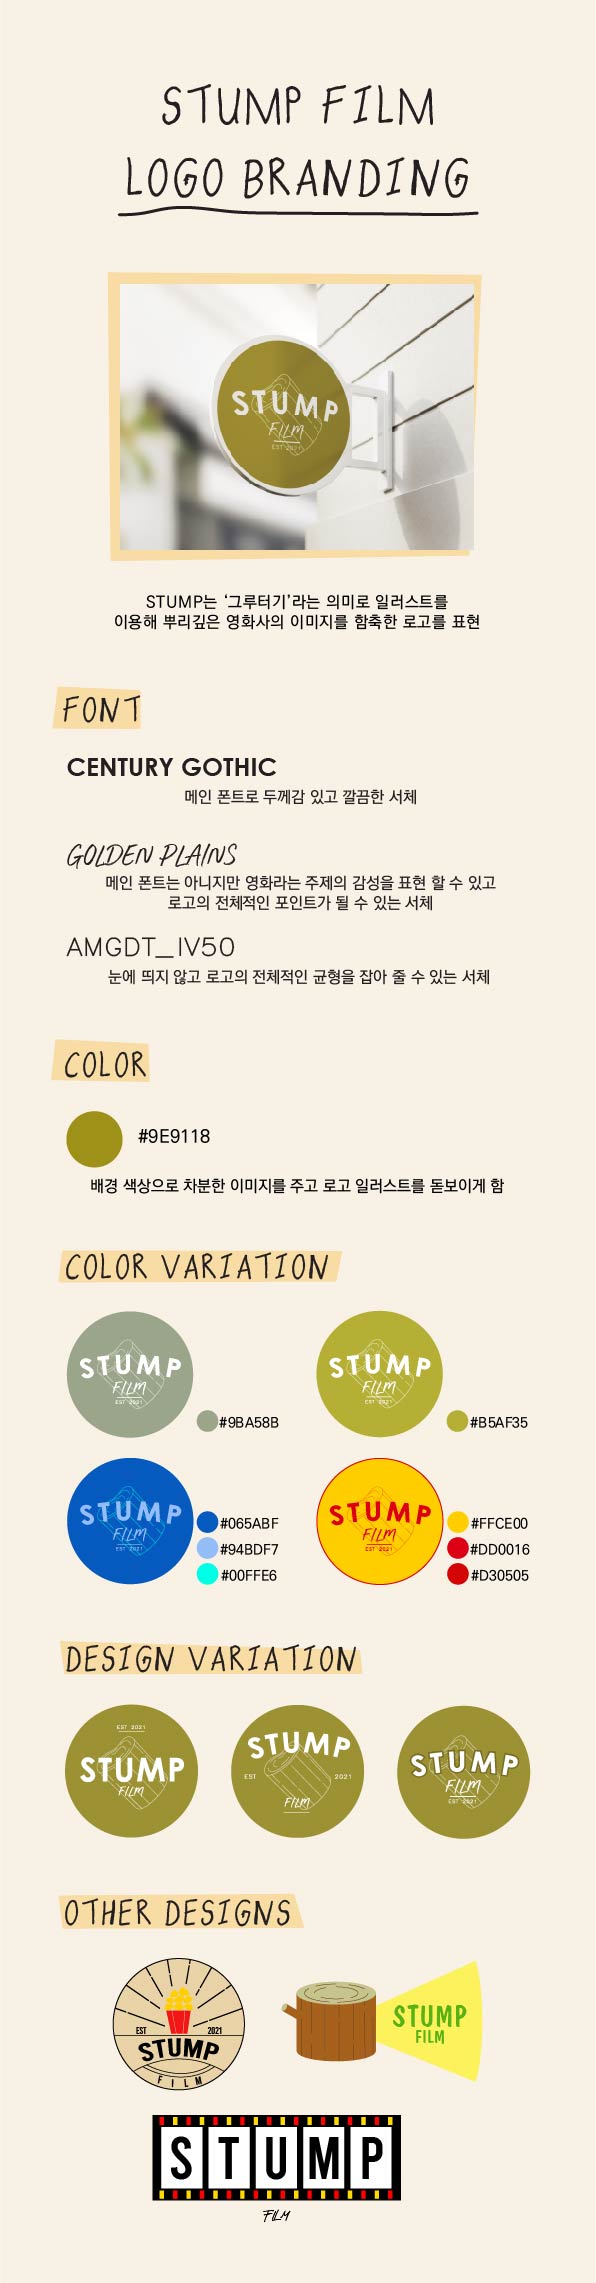 STUMP FILM
LOGO BRANDING
STUMP
FILM
EST 2021
STUMP는 '그루터기'라는 의미로 일러스트를
이용해 뿌리깊은 영화사의 이미지를 함축한 로고를 표현
FONT
CENTURY GOTHIC
메인 폰트로 두께감 있고 깔끔한 서체
GOLDEN PLAINS
메인 폰트는 아니지만 영화라는 주제의 감성을 표현 할 수 있고
로고의 전체적인 포인트가 될 수 있는 서체
AMGDT_IV50
눈에 띄지 않고 로고의 전체적인 균형을 잡아 줄 수 있는 서체
COLOR
#9E9118
배경 색상으로 차분한 이미지를 주고 로고 일러스트를 돋보이게 함
COLOR VARIATION
STUMP
FILM
EST 2021
#9BA58B
STUMP
FILM
EST 2021
#B5AF35
STUMP
FILM
EST 2021
#065ABF
#94BDF7
#00FFE6
STUMP
FILM
EST 2021
#FFCE00
#DD0016
#D30505
DESIGN VARIATION
EST 2021
STUMP
FILM
STUMP
EST 2021
FILM
STUMP
FILM
EST 2021
OTHER DESIGNS
EST 2021
STUMP
FILM
STUMP
FILM
STUMP
FILM